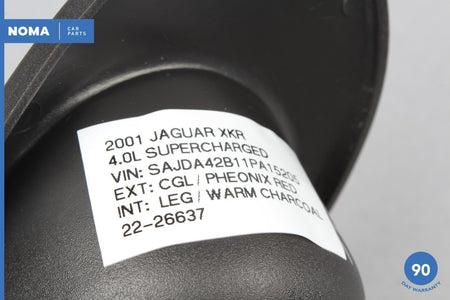 NOMA
CAR
PARTS
2001 JAGUAR XKR
4.0L SUPERCHARGED
VIN: SAJDA42B11PA15205
EXT: CGL / PHEONIX RED
INT: LEG / WARM CHARCOAL
22-26637
90
DAY WARRANTY